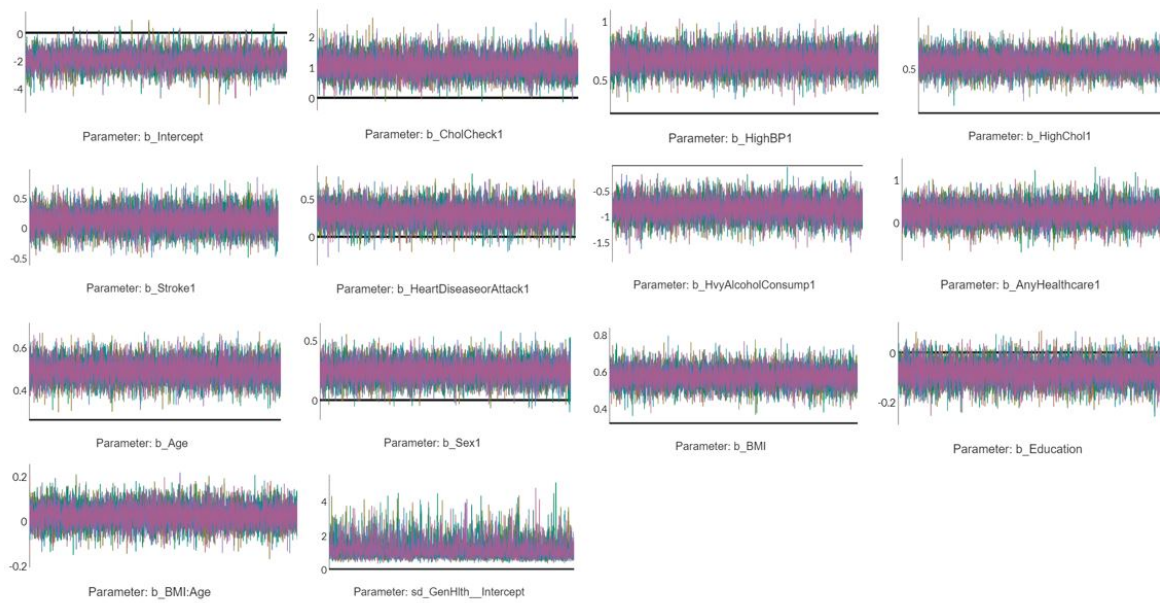 0
-2
-4
Parameter: b_Intercept
2
1
0
Parameter: b_CholCheck1
1
0.5
Parameter: b_HighBP1
0.5
Parameter: b_HighChol1
0.5
0
-0.5
Parameter: b_Stroke1
0.5
0
Parameter: b_HeartDiseaseorAttack1
-0.5
-1
-1.5
Parameter: b_HvyAlcoholConsump1
1
0
Parameter: b_AnyHealthcare1
0.6
0.4
Parameter: b_Age
0.5
0
Parameter: b_Sex1
0.8
0.6
0.4
Parameter: b_BMI
0
-0.2
Parameter: b_Education
0.2
0
-0.2
Parameter: b_BMI:Age
4
2
0
Parameter: sd_GenHlth__Intercept